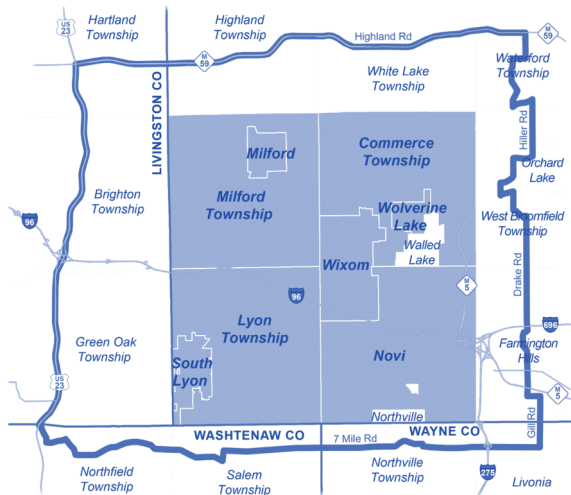 Hartland
Township
US
23
Highland
Township
Highland Rd
M
59
M
59
White Lake
Township
Waterford
Township
LIVINGSTON CO
Hiller Rd
Milford
Commerce
Township
Orchard
Lake
Brighton
Township
Milford
Township
Wolverine
Lake
West Bloomfield
Township
96
Walled
Lake
Wixom
Drake Rd
M
5
96
Lyon
Township
696
Green Oak
Township
Novi
Farmington
Hills
South
Lyon
US
23
M
5
Northville
Gill Rd
WASHTENAW CO
7 Mile Rd
WAYNE CO
Northfield
Township
Salem
Township
Northville
Township
275
Livonia